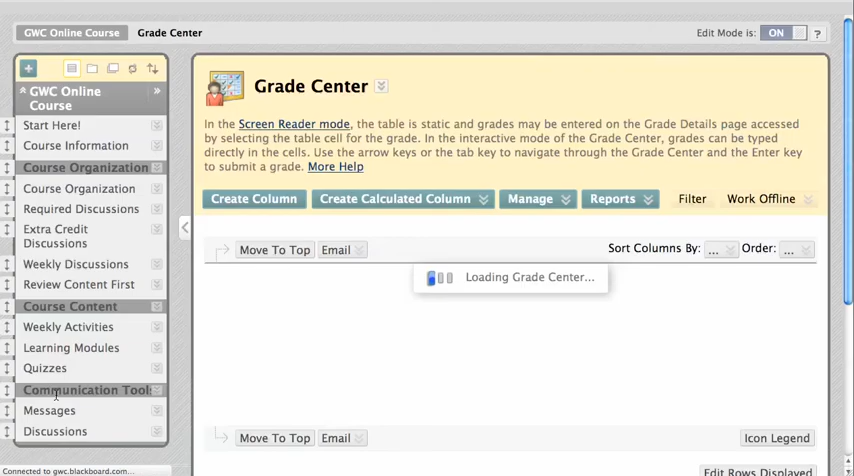 GWC Online Course Grade Center Edit Mode is: ON ?
GWC Online
Course
Start Here!
Course Information
Course Organization
Course Organization
Required Discussions
Extra Credit
Discussions
Weekly Discussions
Review Content First
Course Content
Weekly Activities
Learning Modules
Quizzes
Communication Tools
Messages
Discussions
Connected to gwc.blackboard.com...
Grade Center
In the Screen Reader mode, the table is static and grades may be entered on the Grade Details page accessed
by selecting the table cell for the grade. In the interactive mode of the Grade Center, grades can be typed
directly in the cells. Use the arrow keys or the tab key to navigate through the Grade Center and the Enter key
to submit a grade. More Help
Create Column Create Calculated Column Manage Reports Filter Work Offline
Move To Top Email Sort Columns By: ... Order: ...
Loading Grade Center...
Move To Top Email Icon Legend
Edit Rows Displayed